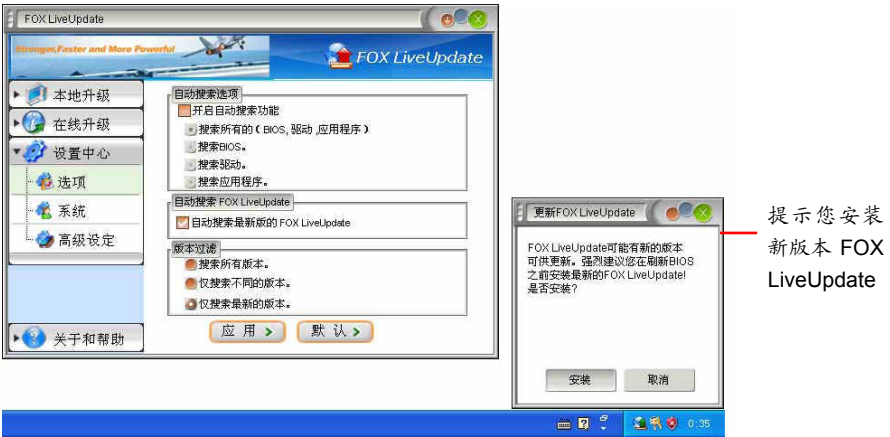 FOX LiveUpdate
Stronger,Faster and More Powerful
FOX LiveUpdate
本地升级
在线升级
设置中心
选项
系统
高级设定
关于和帮助
自动搜索选项
开启自动搜索功能
搜索所有的(BIOS, 驱动 ,应用程序)
搜索BIOS。
搜索驱动。
搜索应用程序。
自动搜索 FOX LiveUpdate
自动搜索最新版的 FOX LiveUpdate
版本过滤
搜索所有版本。
仅搜索不同的版本。
仅搜索最新的版本。
应 用
默 认
更新FOX LiveUpdate
FOX LiveUpdate可能有新的版本
可供更新。强烈建议您在刷新BIOS
之前安装最新的FOX LiveUpdate!
是否安装?
安装
取消
提示您安装
新版本 FOX
LiveUpdate
0:35